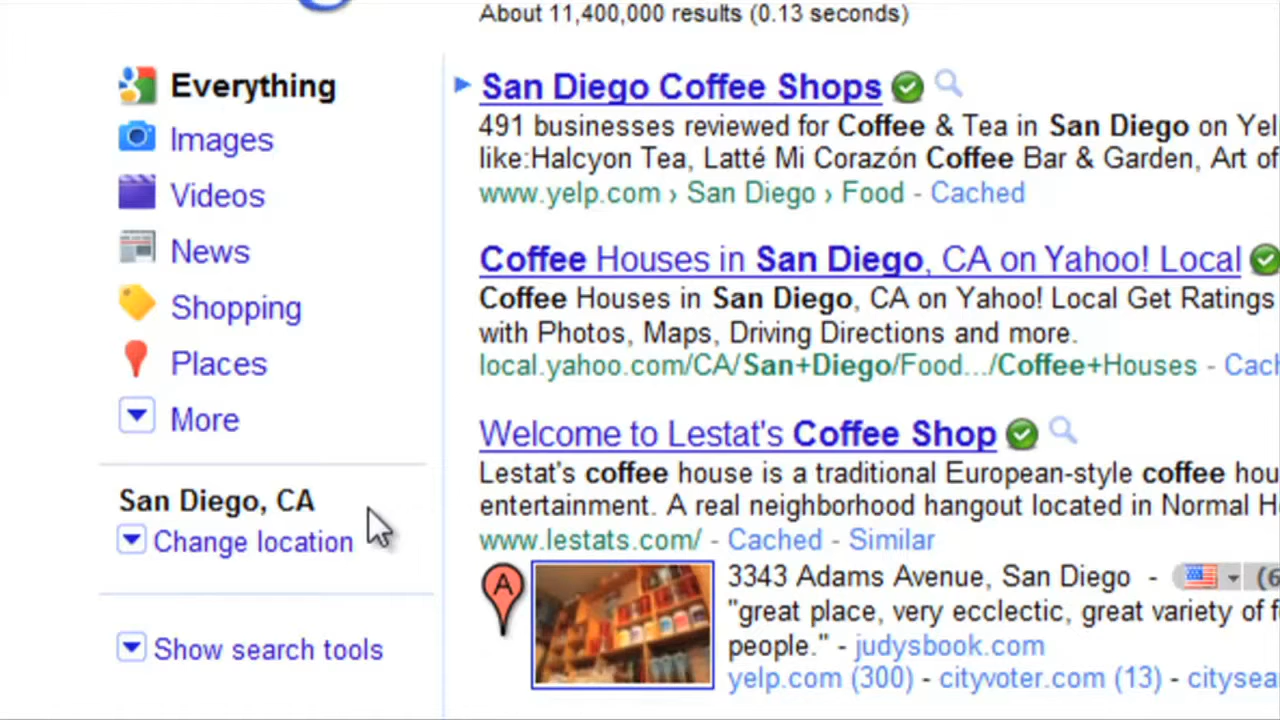 About 11,400,000 results (0.13 seconds)
Everything
Images
Videos
News
Shopping
Places
More
San Diego, CA
Change location
Show search tools
San Diego Coffee Shops
491 businesses reviewed for Coffee & Tea in San Diego on Yel
like:Halcyon Tea, Latté Mi Corazón Coffee Bar & Garden, Art of
www.yelp.com › San Diego › Food - Cached
Coffee Houses in San Diego, CA on Yahoo! Local
Coffee Houses in San Diego, CA on Yahoo! Local Get Ratings
with Photos, Maps, Driving Directions and more.
local.yahoo.com/CA/San+Diego/Food.../Coffee+Houses - Cach
Welcome to Lestat's Coffee Shop
Lestat's coffee house is a traditional European-style coffee hou
entertainment. A real neighborhood hangout located in Normal H
www.lestats.com/ - Cached - Similar
A
3343 Adams Avenue, San Diego - (6
"great place, very ecclectic, great variety of f
people." - judysbook.com
yelp.com (300) - cityvoter.com (13) - citysea